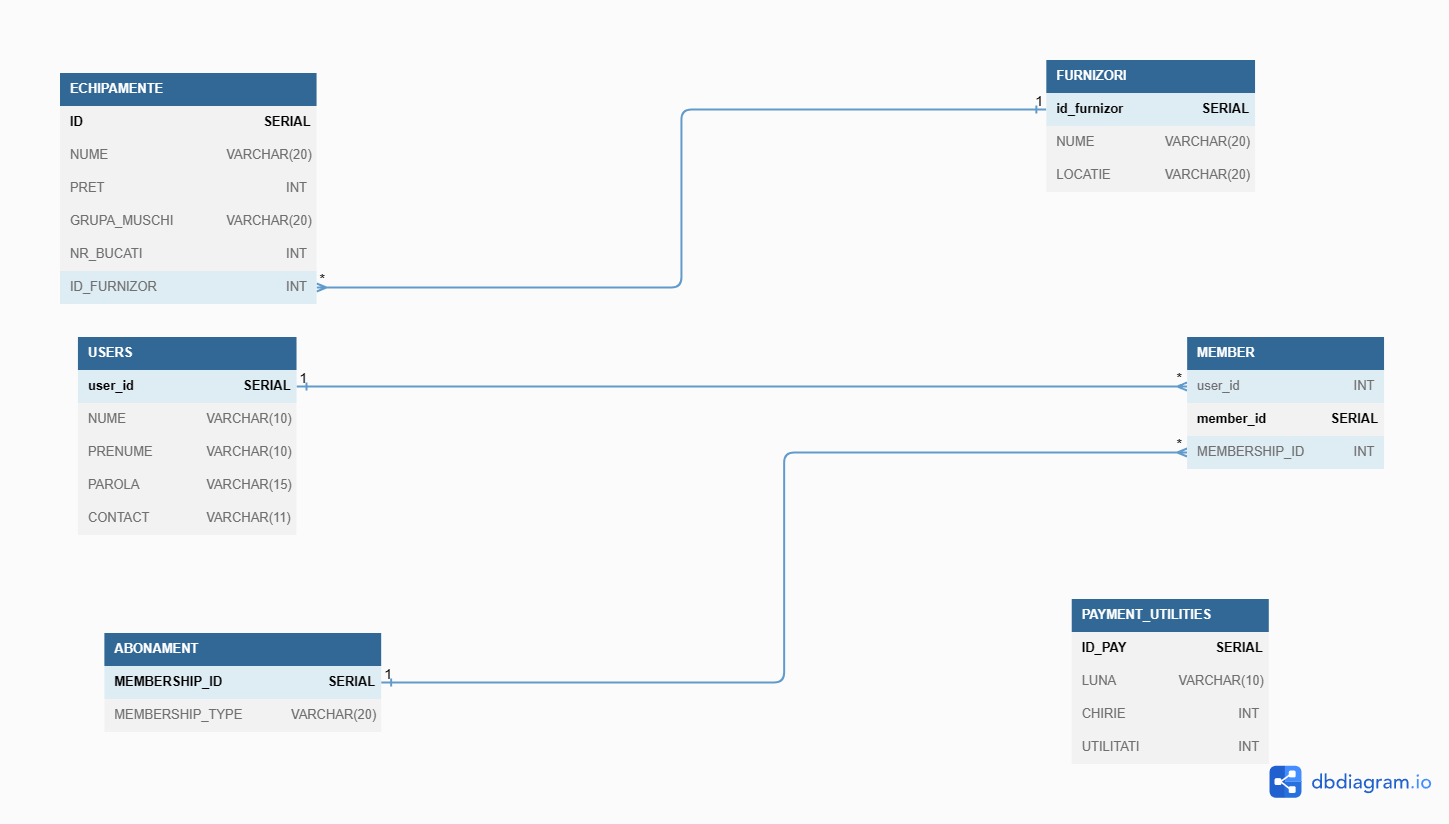 ECHIPAMENTE
ID SERIAL
NUME VARCHAR(20)
PRET INT
GRUPA_MUSCHI VARCHAR(20)
NR_BUCATI INT
ID_FURNIZOR INT
*
FURNIZORI
1
id_furnizor SERIAL
NUME VARCHAR(20)
LOCATIE VARCHAR(20)
USERS
user_id SERIAL
1
NUME VARCHAR(10)
PRENUME VARCHAR(10)
PAROLA VARCHAR(15)
CONTACT VARCHAR(11)
MEMBER
*
user_id INT
member_id SERIAL
*
MEMBERSHIP_ID INT
ABONAMENT
MEMBERSHIP_ID SERIAL
1
MEMBERSHIP_TYPE VARCHAR(20)
PAYMENT_UTILITIES
ID_PAY SERIAL
LUNA VARCHAR(10)
CHIRIE INT
UTILITATI INT
dbdiagram.io